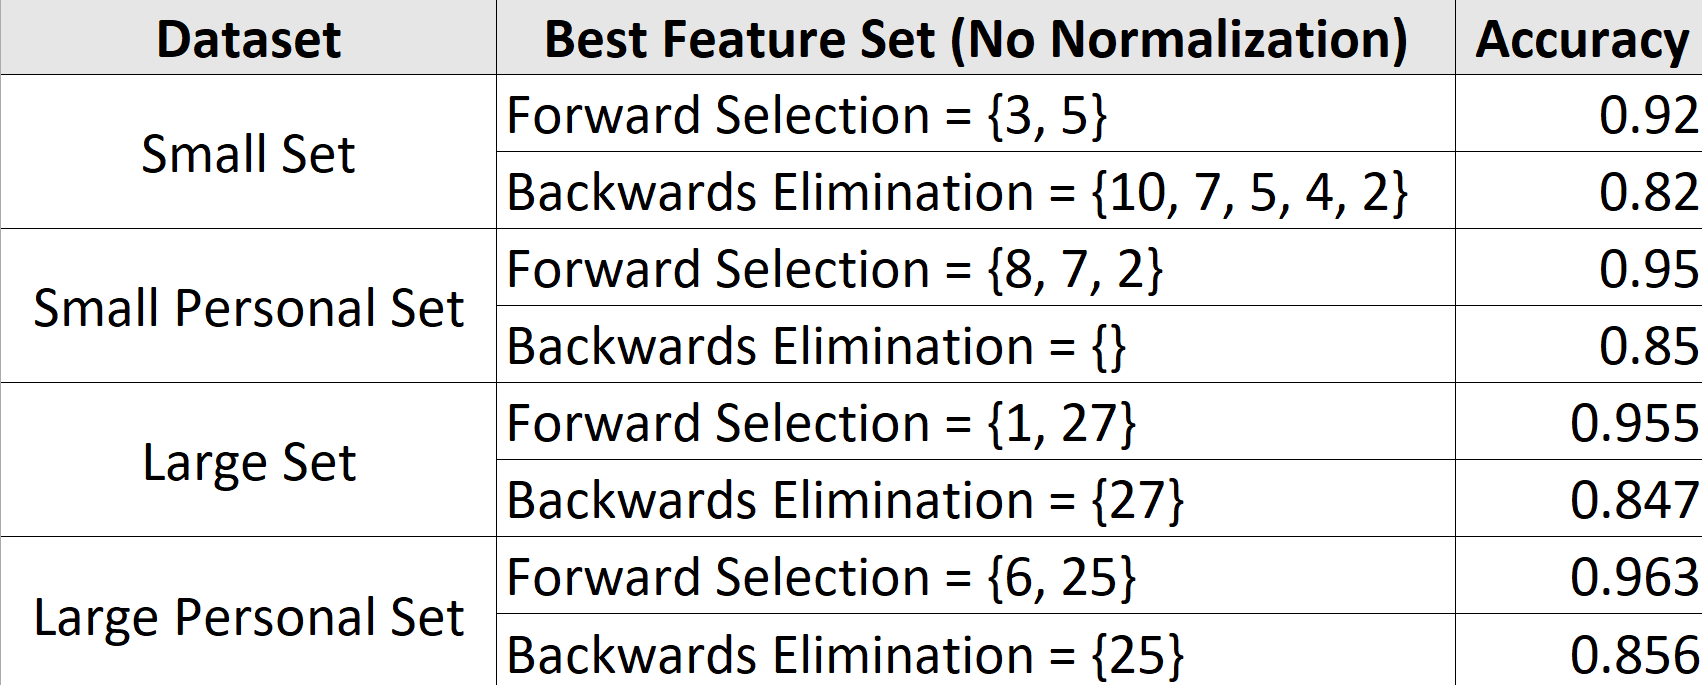 Dataset Best Feature Set (No Normalization) Accuracy
Small Set
Forward Selection = {3, 5} 0.92
Backwards Elimination = {10, 7, 5, 4, 2} 0.82
Small Personal Set
Forward Selection = {8, 7, 2} 0.95
Backwards Elimination = {} 0.85
Large Set
Forward Selection = {1, 27} 0.955
Backwards Elimination = {27} 0.847
Large Personal Set
Forward Selection = {6, 25} 0.963
Backwards Elimination = {25} 0.856